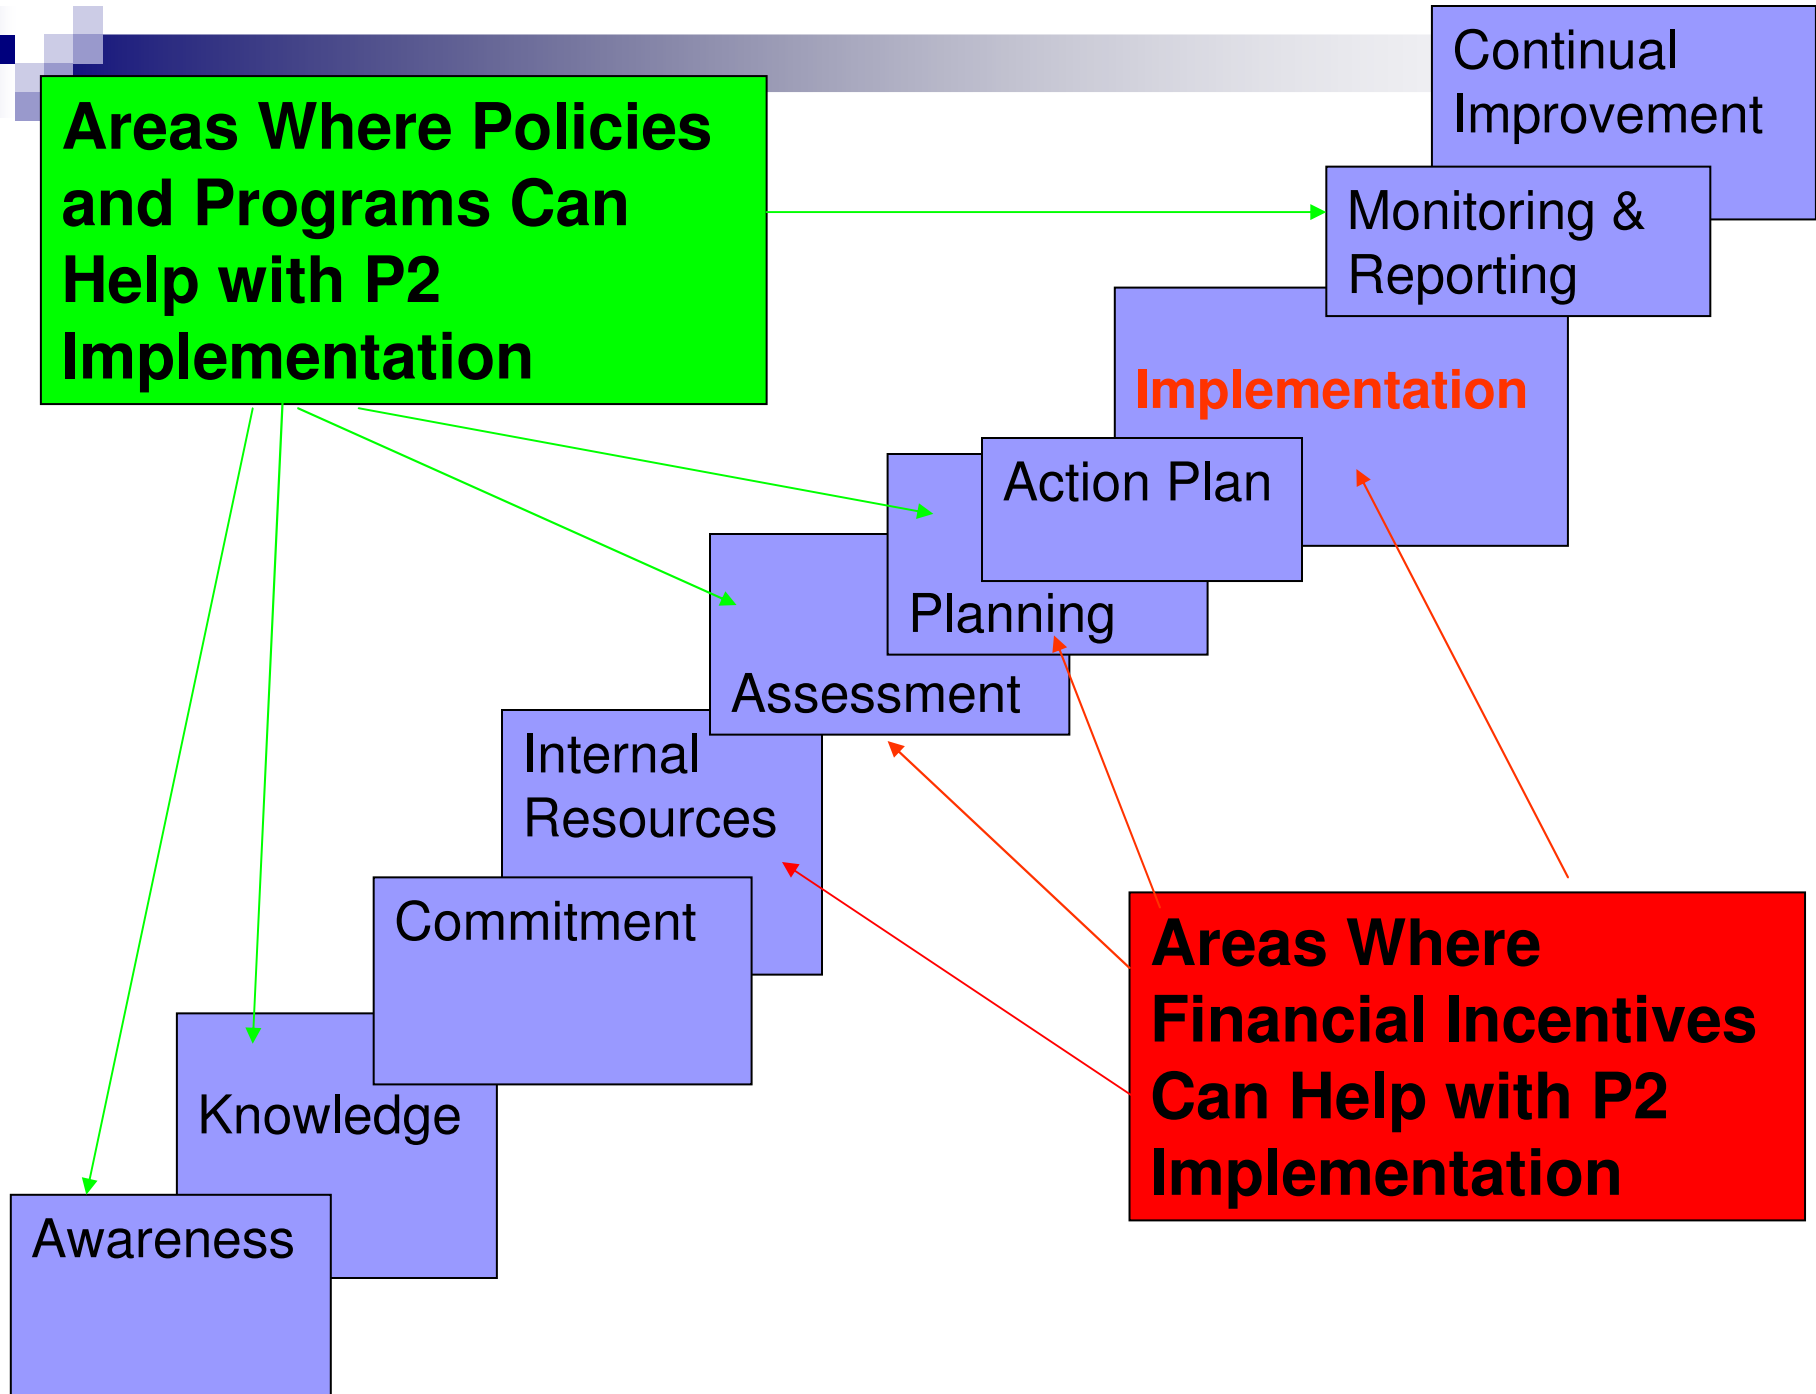 Continual
Improvement
Areas Where Policies
and Programs Can
Help with P2
Implementation
Monitoring &
Reporting
Implementation
Action Plan
Planning
Assessment
Internal
Resources
Commitment
Knowledge
Awareness
Areas Where
Financial Incentives
Can Help with P2
Implementation